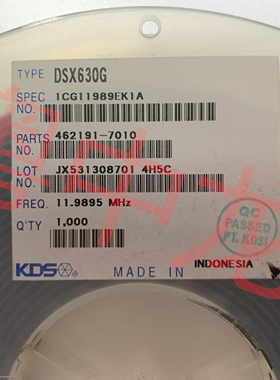 TYPE DSX630G
SPEC NO. 1CG11989EK1A
PARTS NO. 462191-7010
LOT NO. JX531308701 4H5C
FREQ. 11.9895 MHz
Q'TY 1,000
QC
PASSED
PT. KDSI
KDS ®
MADE IN INDONESIA